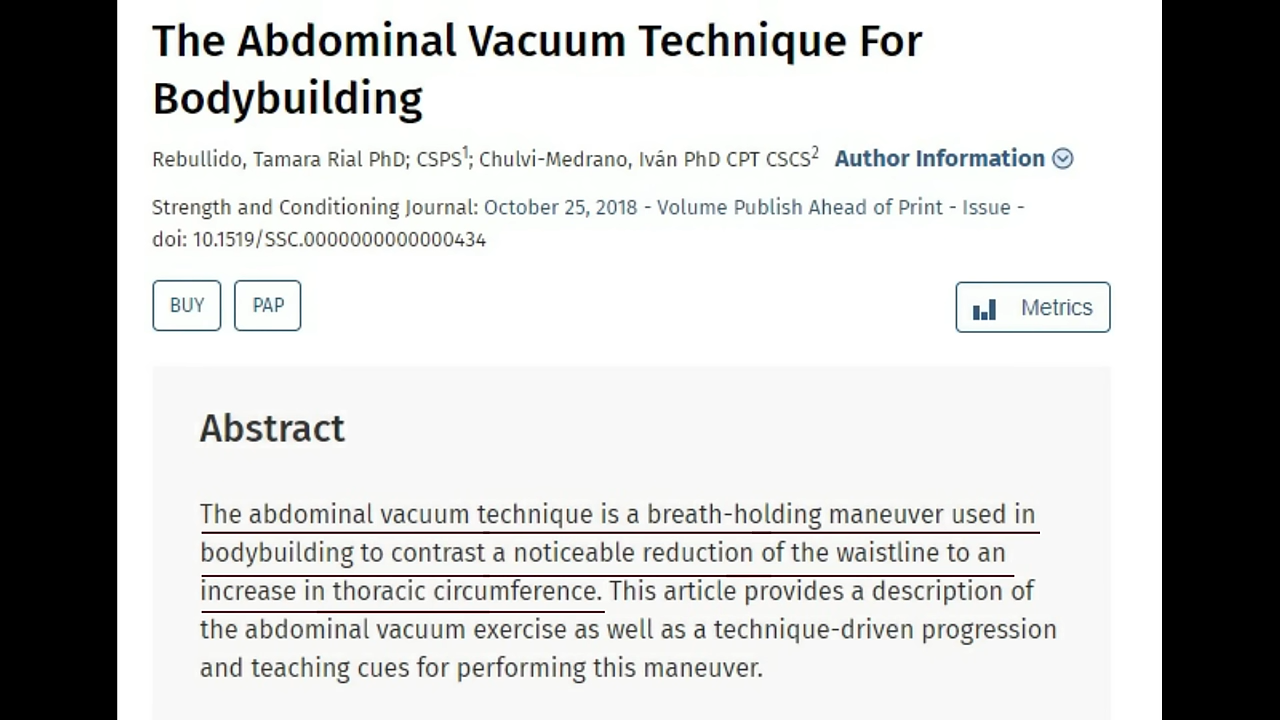 The Abdominal Vacuum Technique For
Bodybuilding
Rebullido, Tamara Rial PhD; CSPS1; Chulvi-Medrano, Iván PhD CPT CSCS2 Author Information
Strength and Conditioning Journal: October 25, 2018 - Volume Publish Ahead of Print - Issue -
doi: 10.1519/SSC.0000000000000434
BUY PAP Metrics
Abstract
The abdominal vacuum technique is a breath-holding maneuver used in
bodybuilding to contrast a noticeable reduction of the waistline to an
increase in thoracic circumference. This article provides a description of
the abdominal vacuum exercise as well as a technique-driven progression
and teaching cues for performing this maneuver.